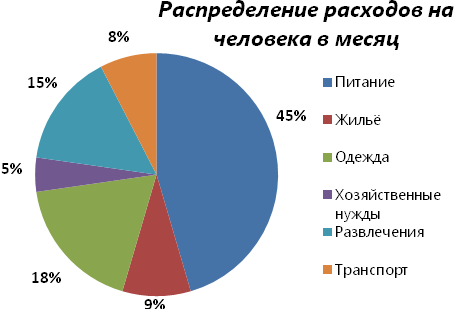 Распределение расходов на
человека в месяц
8%
15%
45%
5%
18%
9%
Питание
Жильё
Одежда
Хозяйственные
нужды
Развлечения
Транспорт